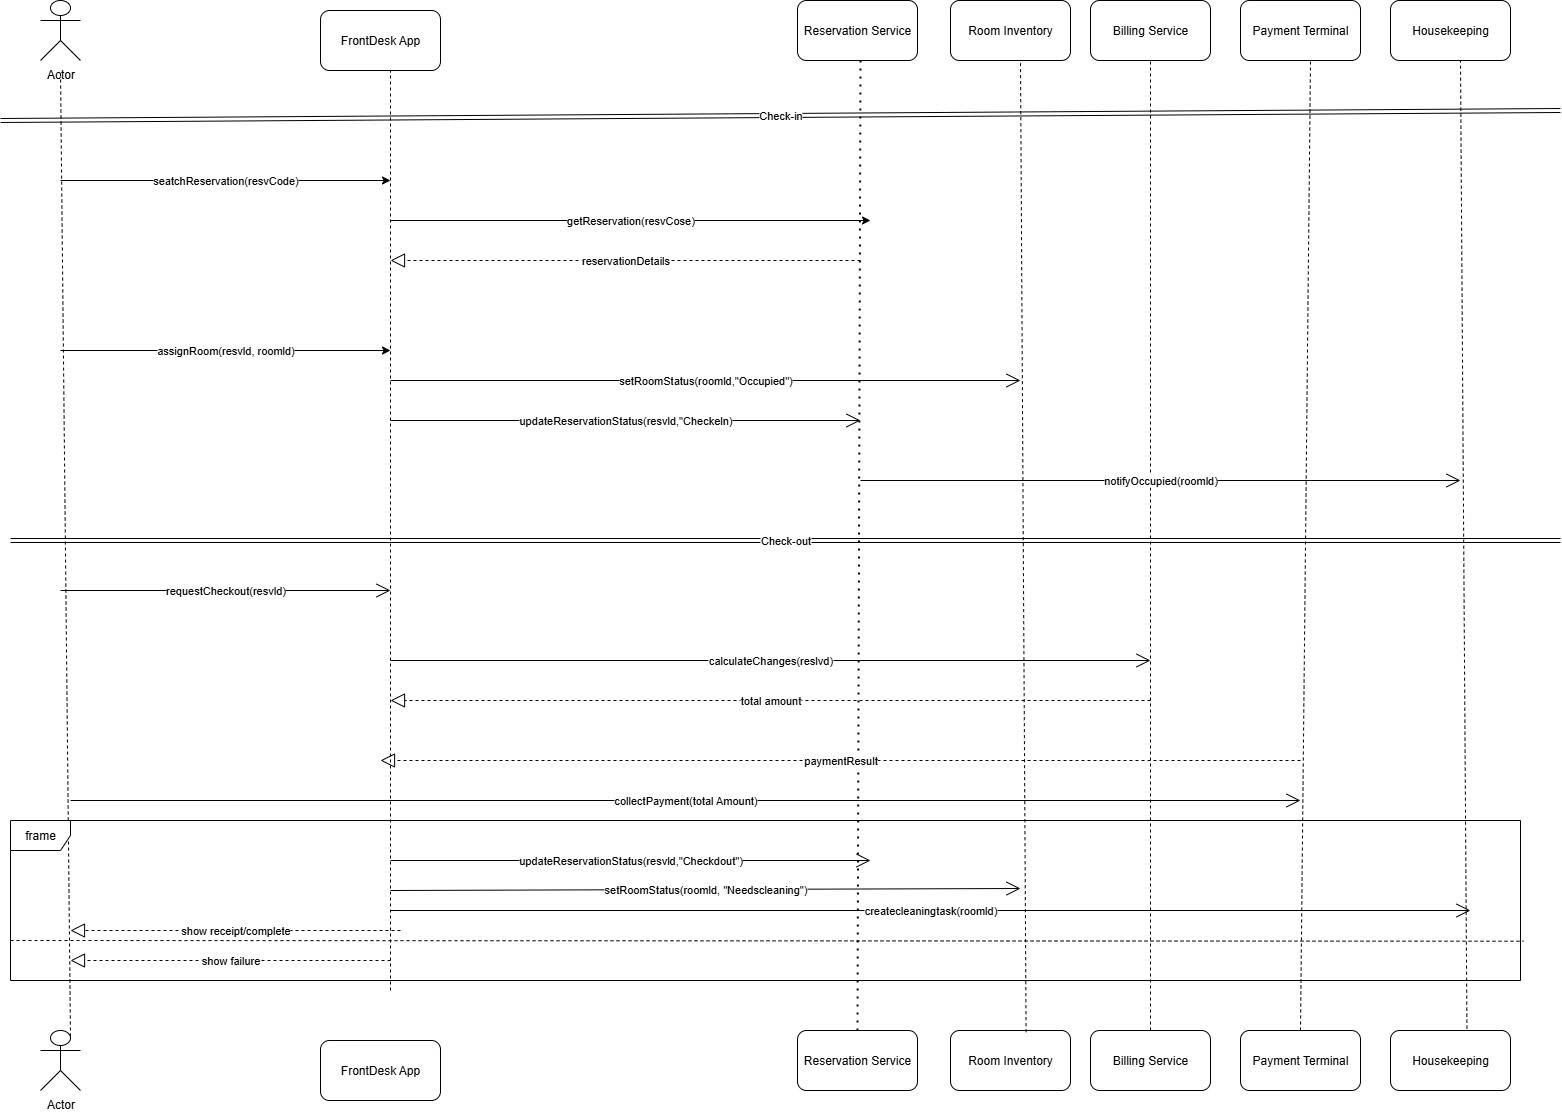 Actor
FrontDesk App
Reservation Service
Room Inventory
Billing Service
Payment Terminal
Housekeeping
Check-in
seatchReservation(resvCode)
getReservation(resvCose)
reservationDetails
assignRoom(resvId, roomId)
setRoomStatus(roomId,"Occupied")
updateReservationStatus(resvId,"CheckeIn)
notifyOccupied(roomId)
Check-out
requestCheckout(resvId)
calculateChanges(resIvd)
total amount
paymentResult
collectPayment(total Amount)
frame
updateReservationStatus(resvId,"Checkdout")
setRoomStatus(roomId, "Needscleaning")
createcleaningtask(roomId)
show receipt/complete
show failure
Actor
FrontDesk App
Reservation Service
Room Inventory
Billing Service
Payment Terminal
Housekeeping